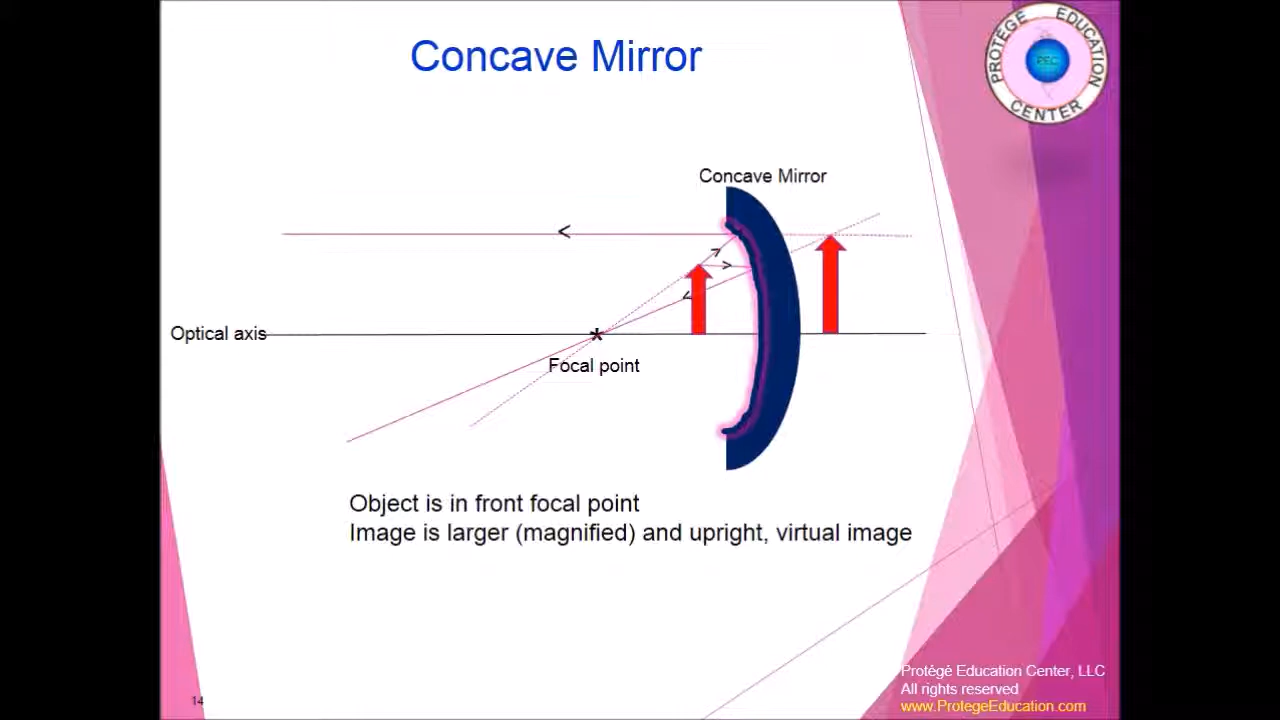 Concave Mirror
PROTÉGÉ EDUCATION
CENTER
PEC
Concave Mirror
Optical axis
Focal point
Object is in front focal point
Image is larger (magnified) and upright, virtual image
14
Protégé Education Center, LLC
All rights reserved
www.ProtegeEducation.com